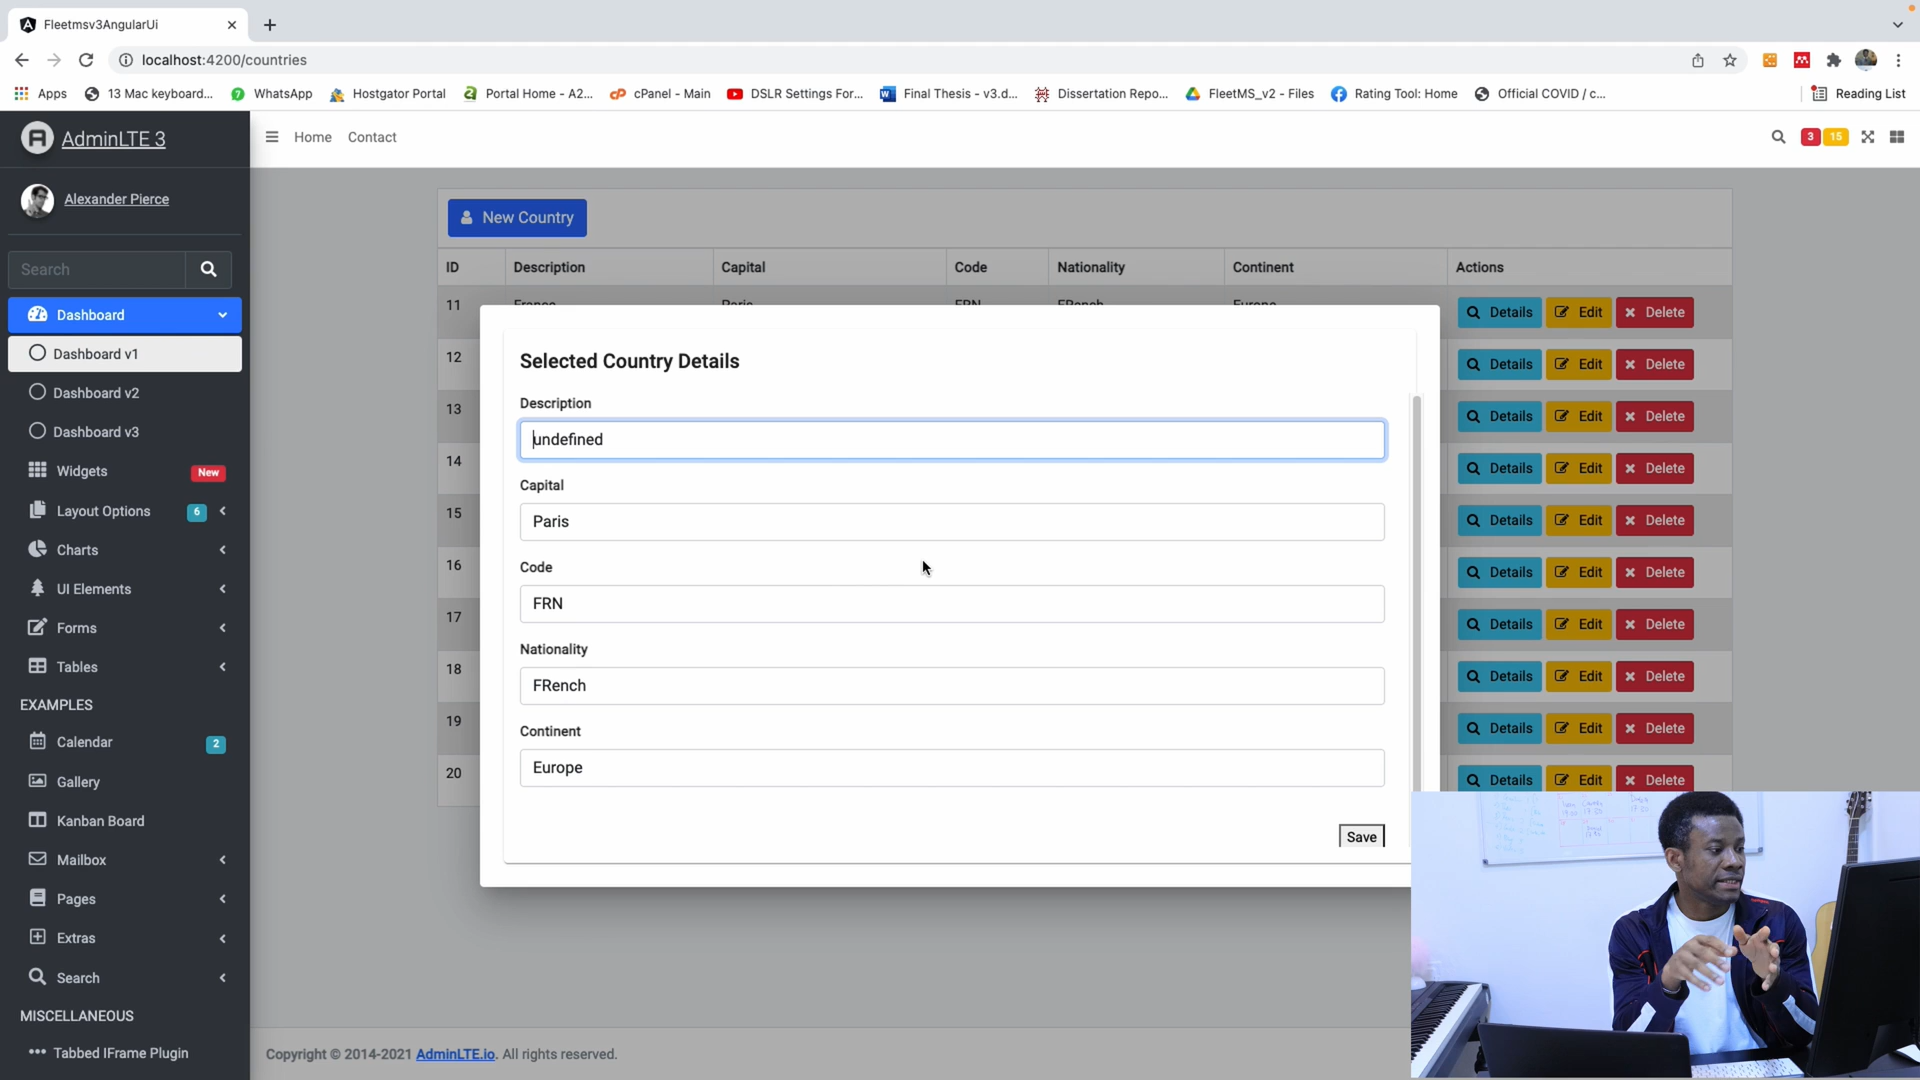 Fleetmsv3AngularUi
localhost:4200/countries
Apps 13 Mac keyboard... WhatsApp Hostgator Portal Portal Home - A2... cPanel - Main DSLR Settings For... Final Thesis - v3.d... Dissertation Repo... FleetMS_v2 - Files Rating Tool: Home Official COVID / c... Reading List
AdminLTE 3
Home Contact
3 15
Alexander Pierce
Search
Dashboard
Dashboard v1
Dashboard v2
Dashboard v3
Widgets New
Layout Options 6
Charts
UI Elements
Forms
Tables
EXAMPLES
Calendar 2
Gallery
Kanban Board
Mailbox
Pages
Extras
Search
MISCELLANEOUS
Tabbed IFrame Plugin
New Country
ID Description Capital Code Nationality Continent Actions
11 France Paris FRN FRench Europe Details Edit Delete
12 Details Edit Delete
13 Details Edit Delete
14 Details Edit Delete
15 Details Edit Delete
16 Details Edit Delete
17 Details Edit Delete
18 Details Edit Delete
19 Details Edit Delete
20 Details Edit Delete
Selected Country Details
Description
undefined
Capital
Paris
Code
FRN
Nationality
FRench
Continent
Europe
Save
Copyright © 2014-2021 AdminLTE.io. All rights reserved.